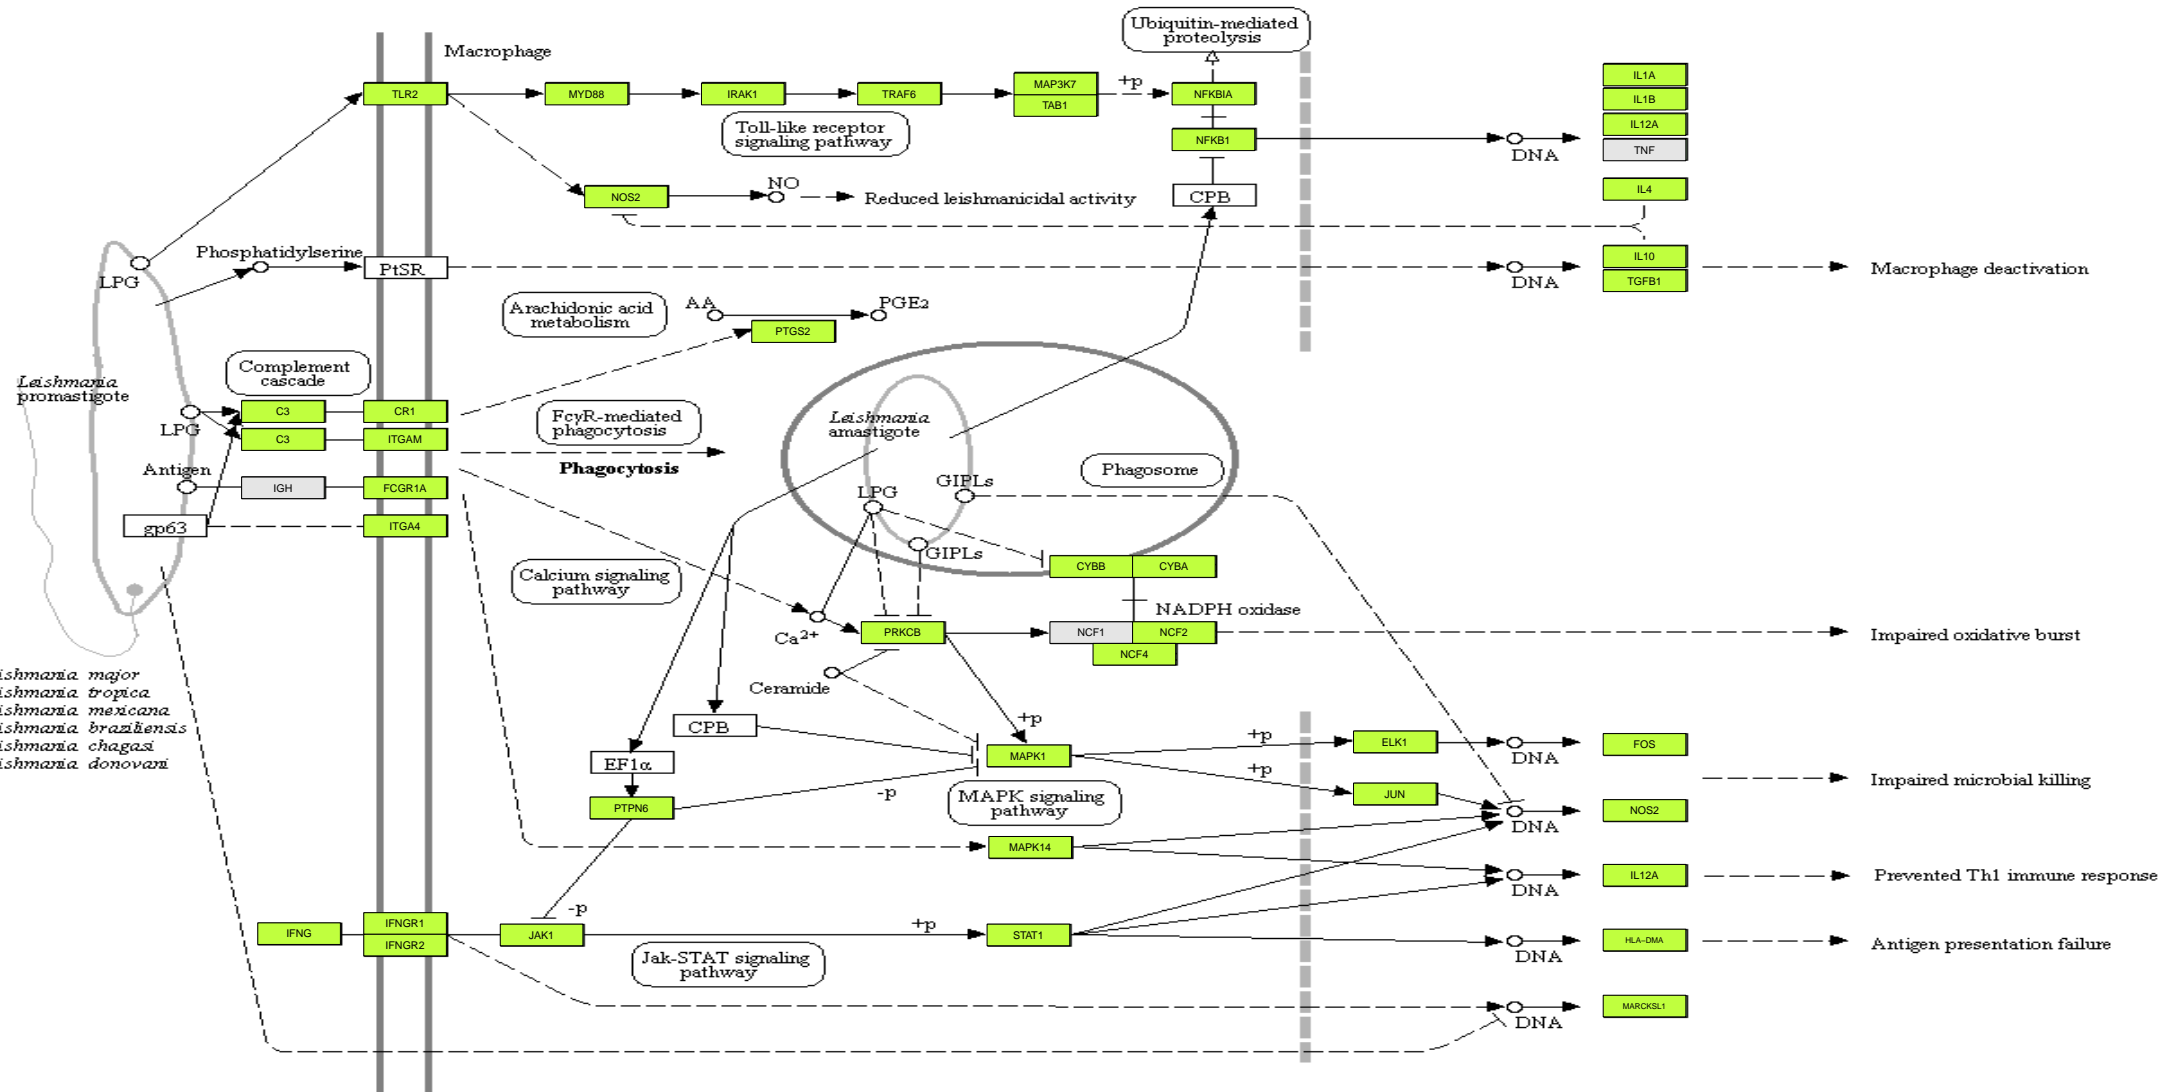 Ubiquitin-mediated
proteolysis
Macrophage
TLR2
MYD88
IRAK1
TRAF6
MAP3K7
TAB1
+p
NFKBIA
IL1A
IL1B
IL12A
TNF
Toll-like receptor
signaling pathway
NFKB1
DNA
NOS2
NO
Reduced leishmanicidal activity
CPB
IL4
Phosphatidylserine
LPG
PtSR
DNA
IL10
TGFB1
Macrophage deactivation
Arachidonic acid
metabolism
AA
PGE2
PTGS2
Complement
cascade
Leishmania
promastigote
LPG
C3
CR1
C3
ITGAM
FcγR-mediated
phagocytosis
Phagocytosis
Leishmania
amastigote
Phagosome
Antigen
IGH
FCGR1A
gp63
ITGA4
LPG
GIPLs
GIPLs
CYBB
CYBA
Calcium signaling
pathway
NADPH oxidase
Ca2+
PRKCB
NCF1
NCF2
NCF4
Impaired oxidative burst
Ceramide
ishmania major
ishmania tropica
ishmania mexicana
ishmania braziliensis
ishmania chagasi
ishmania donovani
CPB
+p
MAPK1
+p
ELK1
DNA
FOS
EF1α
+p
Impaired microbial killing
PTPN6
-p
MAPK signaling
pathway
JUN
DNA
NOS2
MAPK14
DNA
IL12A
Prevented Th1 immune response
-p
IFNG
IFNGR1
IFNGR2
JAK1
+p
STAT1
DNA
HLA-DMA
Antigen presentation failure
Jak-STAT signaling
pathway
DNA
MARCKSL1